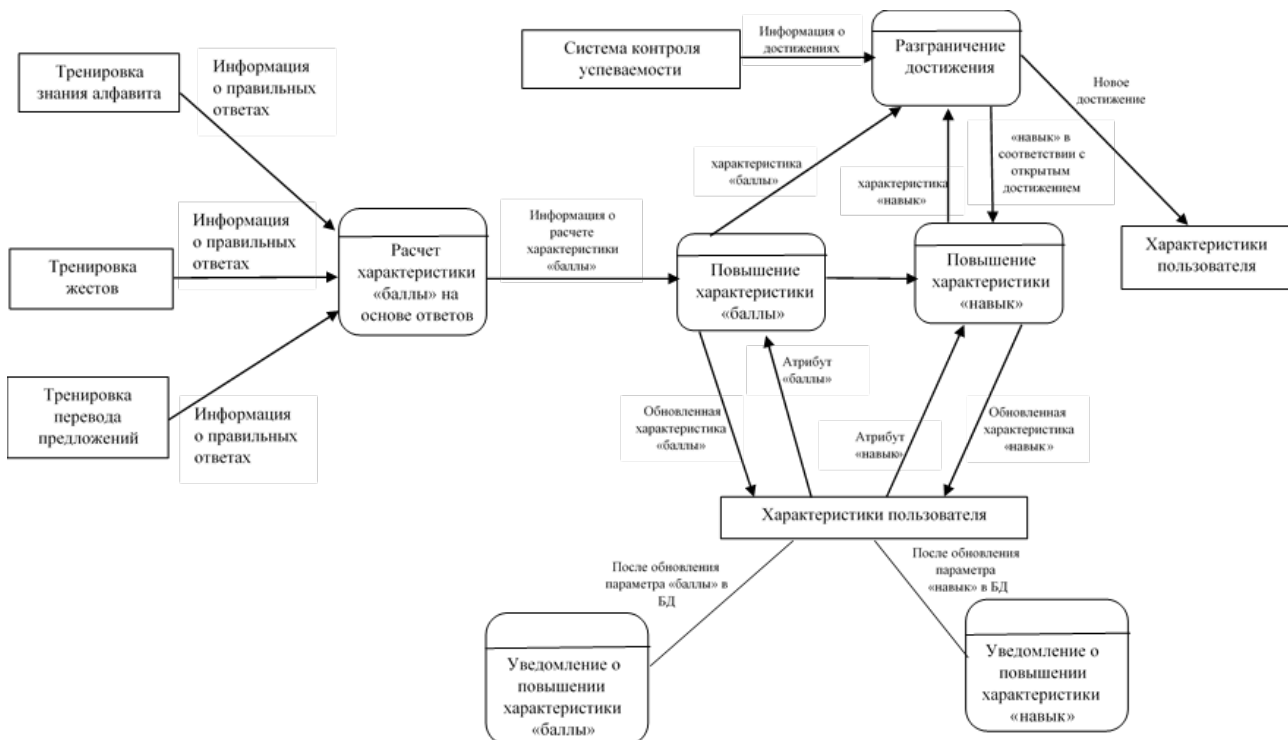 Система контроля
успеваемости
Информация о
достижениях
Разграничение
достижения
Новое
достижение
Тренировка
знания алфавита
Информация
о правильных
ответах
характеристика
«баллы»
характеристика
«навык»
«навык» в
соответствии с
открытым
достижением
Тренировка
жестов
Информация
о правильных
ответах
Расчет
характеристики
«баллы» на
основе ответов
Информация о
расчете
характеристики
«баллы»
Повышение
характеристики
«баллы»
Повышение
характеристики
«навык»
Характеристики
пользователя
Тренировка
перевода
предложений
Информация
о правильных
ответах
Обновленная
характеристика
«баллы»
Атрибут
«баллы»
Атрибут
«навык»
Обновленная
характеристика
«навык»
Характеристики пользователя
После обновления
параметра «баллы» в
БД
После обновления
параметра
«навык» в БД
Уведомление о
повышении
характеристики
«баллы»
Уведомление о
повышении
характеристики
«навык»